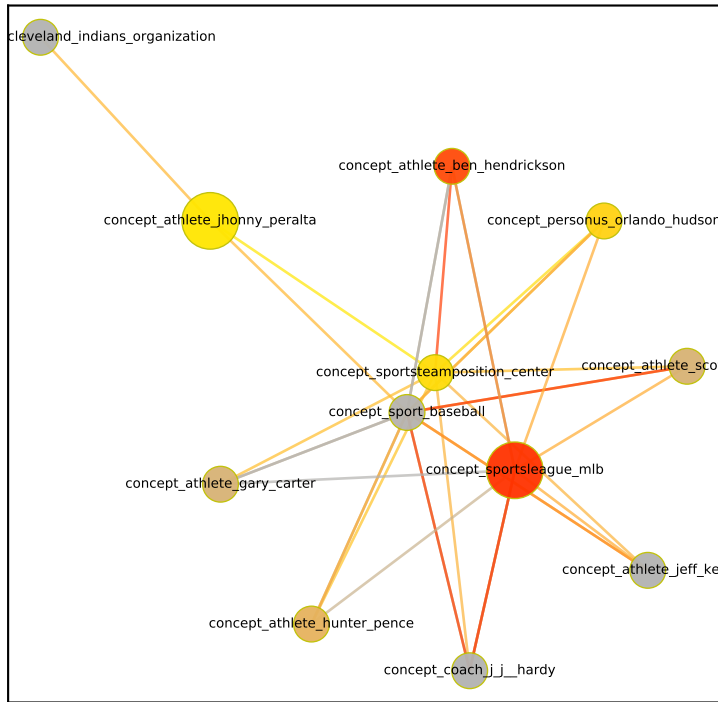 cleveland_indians_organization
concept_athlete_ben_hendrickson
concept_athlete_jhonny_peralta
concept_personus_orlando_hudson
concept_sportsteamposition_center
concept_athlete_sco
concept_sport_baseball
concept_sportsleague_mlb
concept_athlete_gary_carter
concept_athlete_jeff_ke
concept_athlete_hunter_pence
concept_coach_j_j__hardy